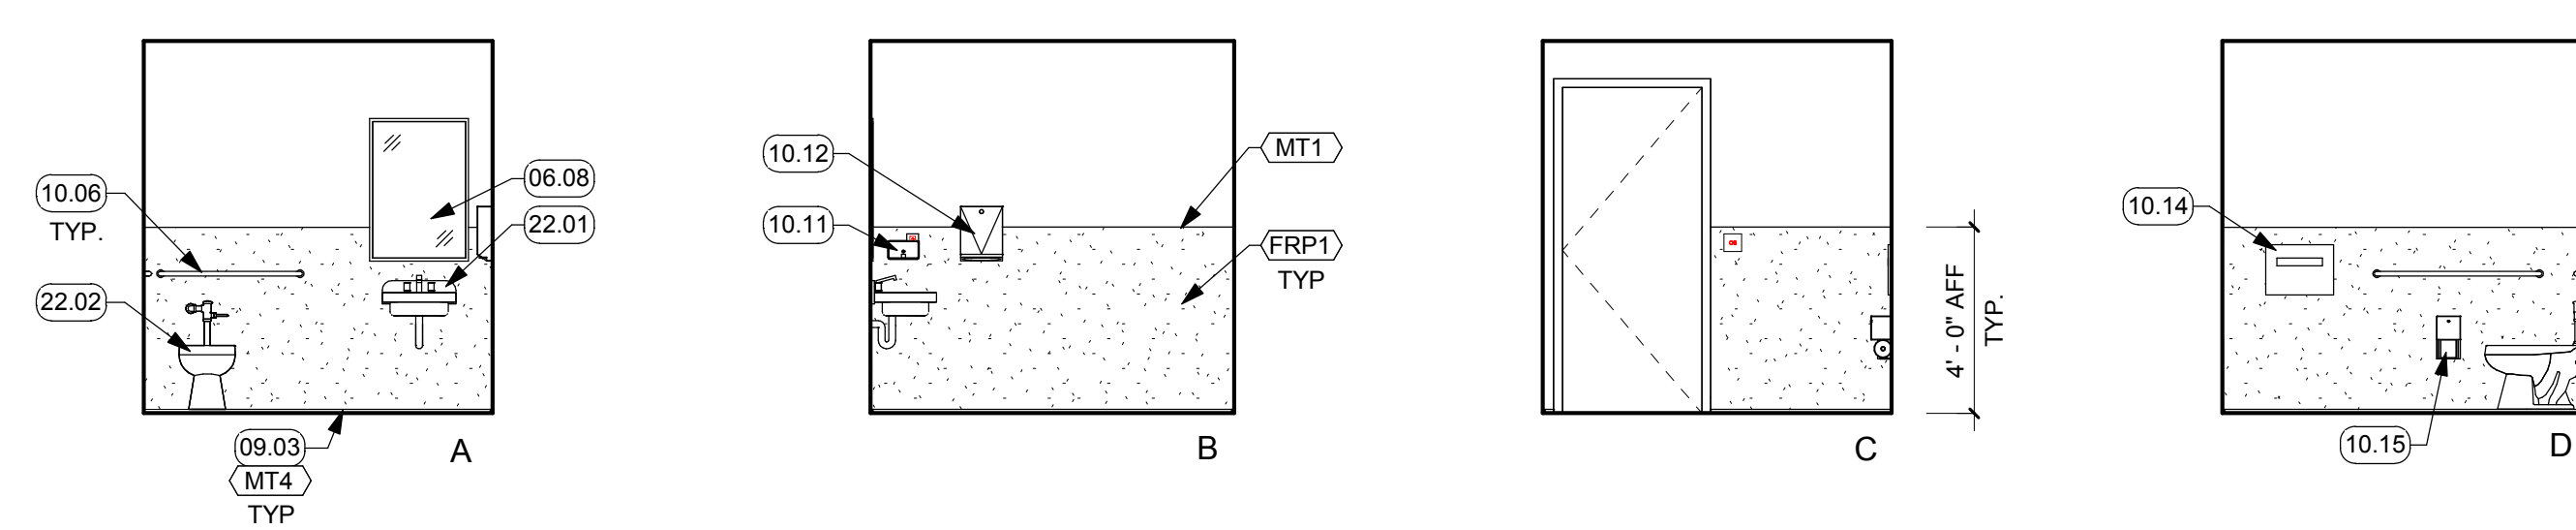 10.06
TYP.
22.02
06.08
22.01
09.03
MT4
TYP
A
10.12
10.11
MT1
FRP1
TYP
B
4' - 0" AFF
TYP.
C
10.14
10.15
D